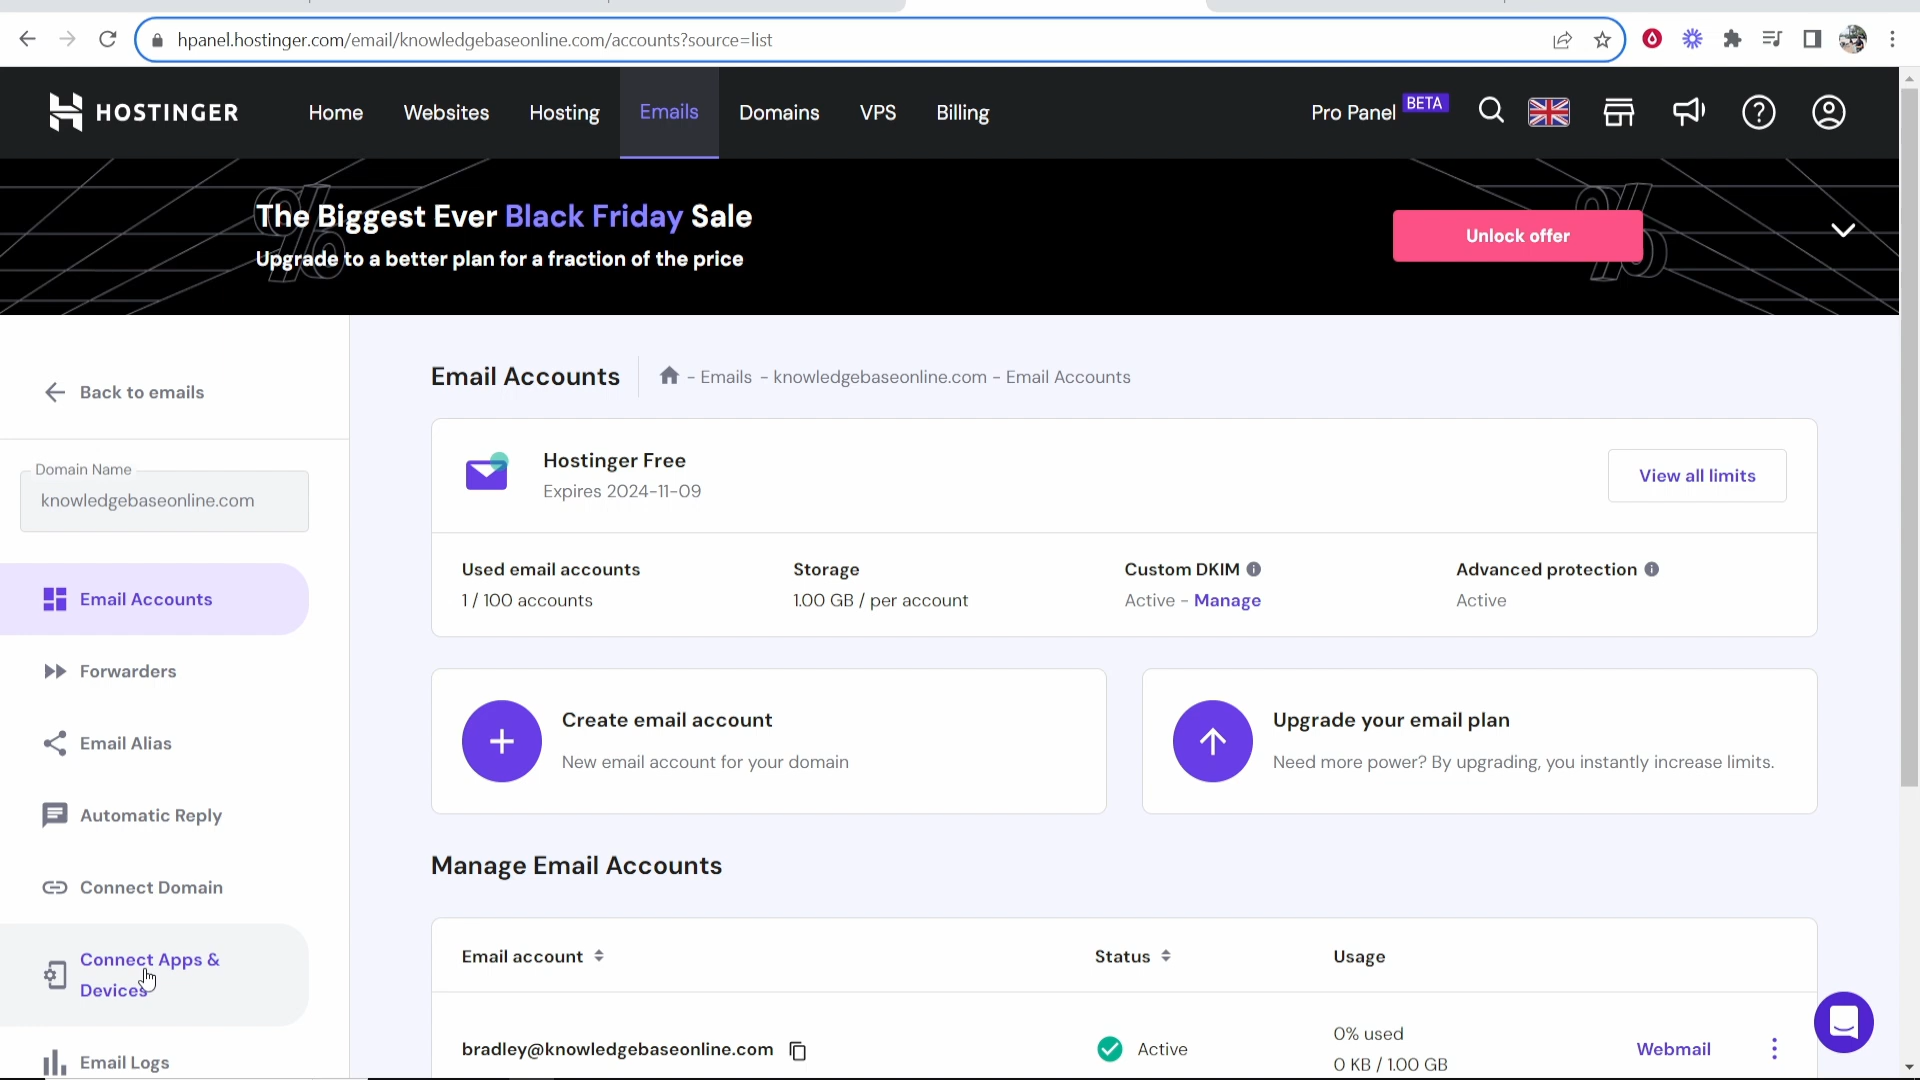 hpanel.hostinger.com/email/knowledgebaseonline.com/accounts?source=list
HOSTINGER
Home
Websites
Hosting
Emails
Domains
VPS
Billing
Pro Panel BETA
The Biggest Ever Black Friday Sale
Upgrade to a better plan for a fraction of the price
Unlock offer
Back to emails
Domain Name
knowledgebaseonline.com
Email Accounts
Forwarders
Email Alias
Automatic Reply
Connect Domain
Connect Apps &
Devices
Email Logs
Email Accounts
- Emails - knowledgebaseonline.com - Email Accounts
Hostinger Free
Expires 2024-11-09
View all limits
Used email accounts
1 / 100 accounts
Storage
1.00 GB / per account
Custom DKIM
Active - Manage
Advanced protection
Active
Create email account
New email account for your domain
Upgrade your email plan
Need more power? By upgrading, you instantly increase limits.
Manage Email Accounts
Email account
Status
Usage
bradley@knowledgebaseonline.com
Active
0% used
0 KB / 1.00 GB
Webmail